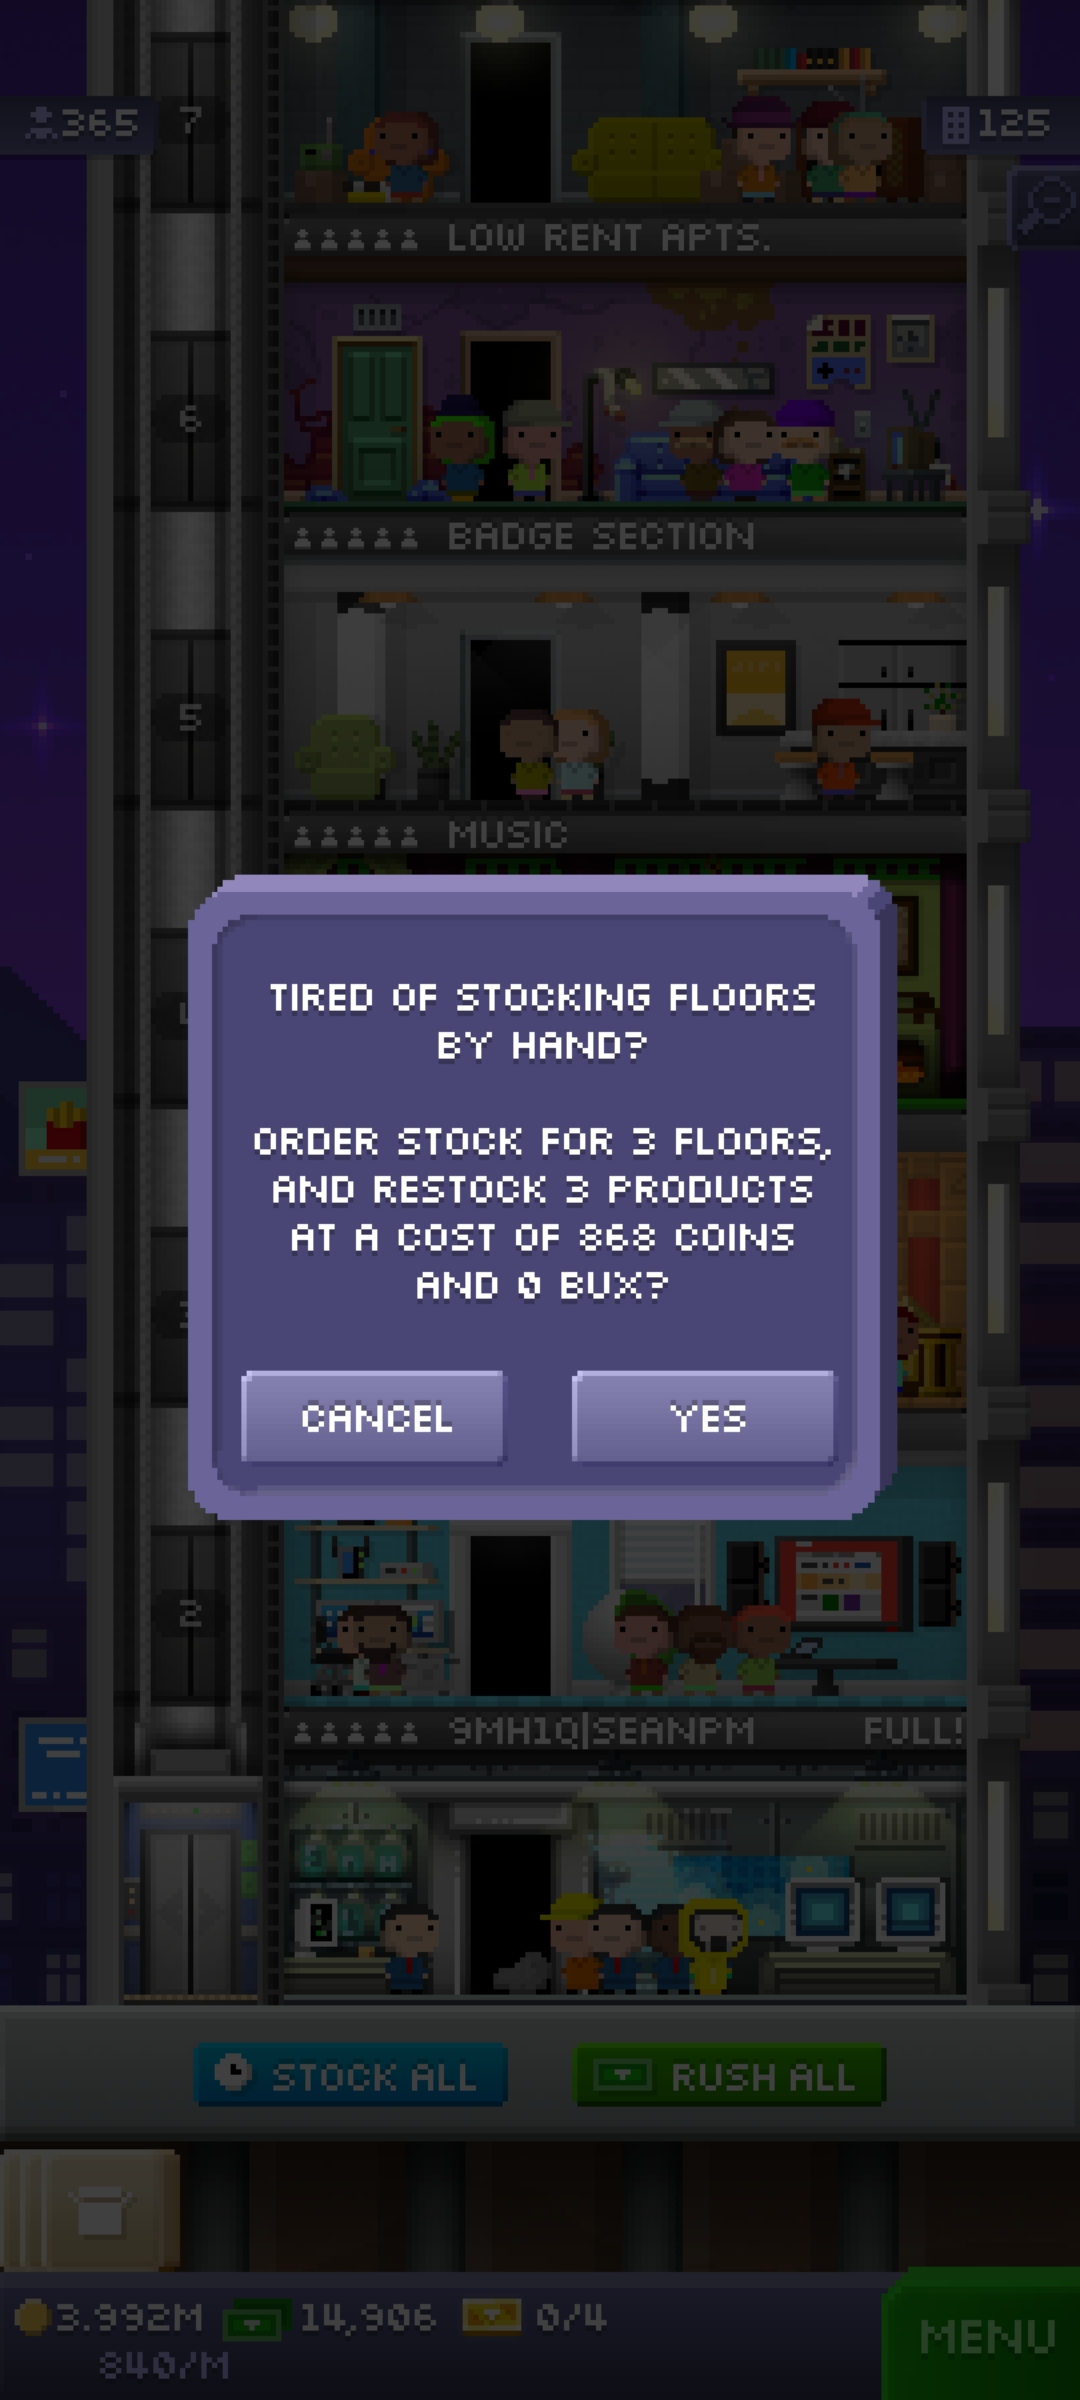 365
7
125
LOW RENT APTS.
6
BADGE SECTION
5
MUSIC
TIRED OF STOCKING FLOORS
BY HAND?
ORDER STOCK FOR 3 FLOORS,
AND RESTOCK 3 PRODUCTS
AT A COST OF 868 COINS
AND 0 BUX?
CANCEL
YES
2
9MH1Q|SEANPM
FULL!
STOCK ALL
RUSH ALL
3.992M
14,906
0/4
840/M
MENU